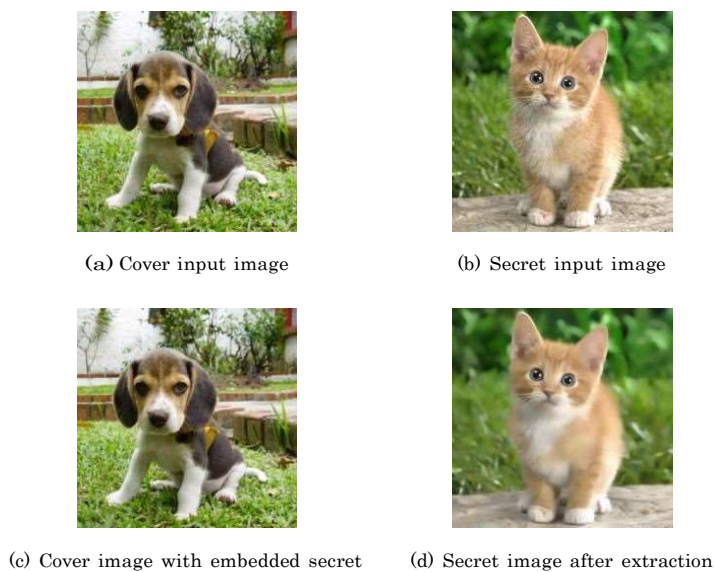 (a) Cover input image
(b) Secret input image
(c) Cover image with embedded secret
(d) Secret image after extraction